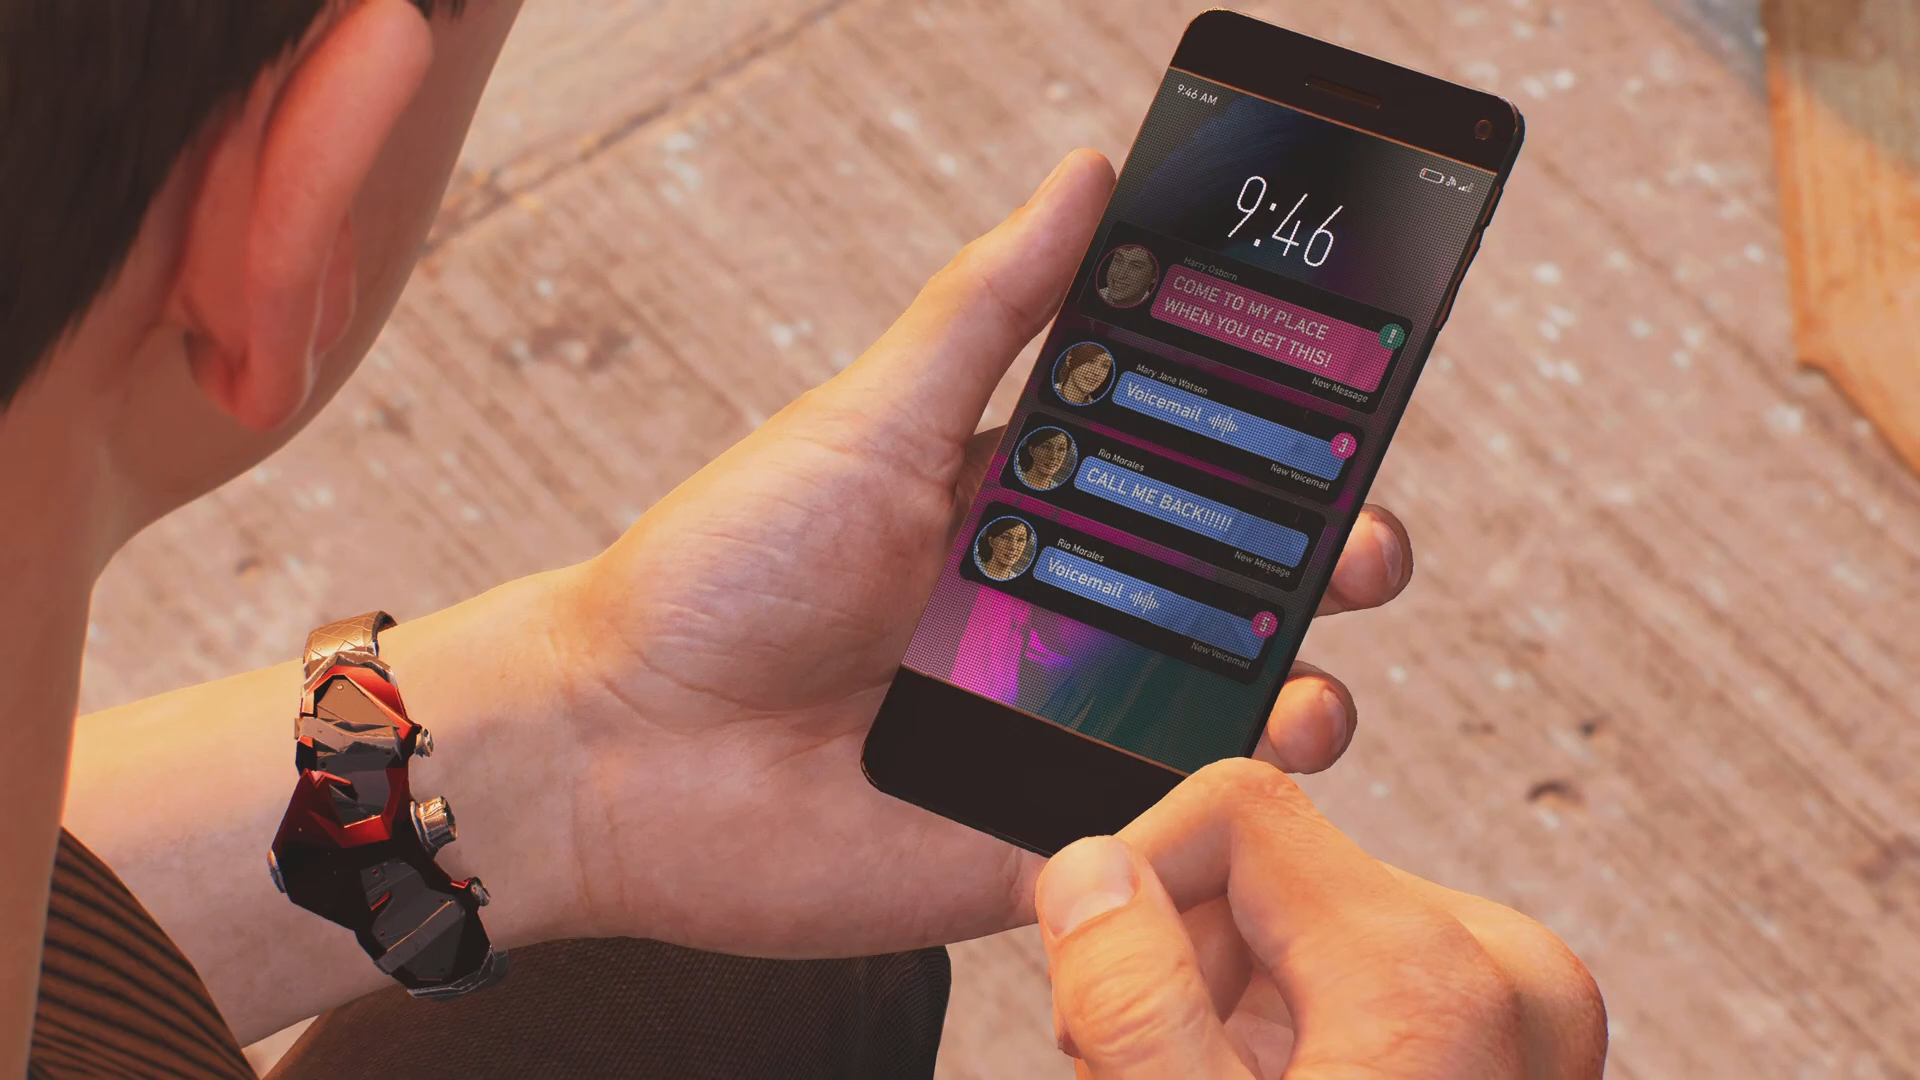 9:46 AM
9:46
Harry Osborn
COME TO MY PLACE
WHEN YOU GET THIS!
!
New Message
Mary Jane Watson
Voicemail
3
New Voicemail
Rio Morales
CALL ME BACK!!!!!
New Message
Rio Morales
Voicemail
5
New Voicemail